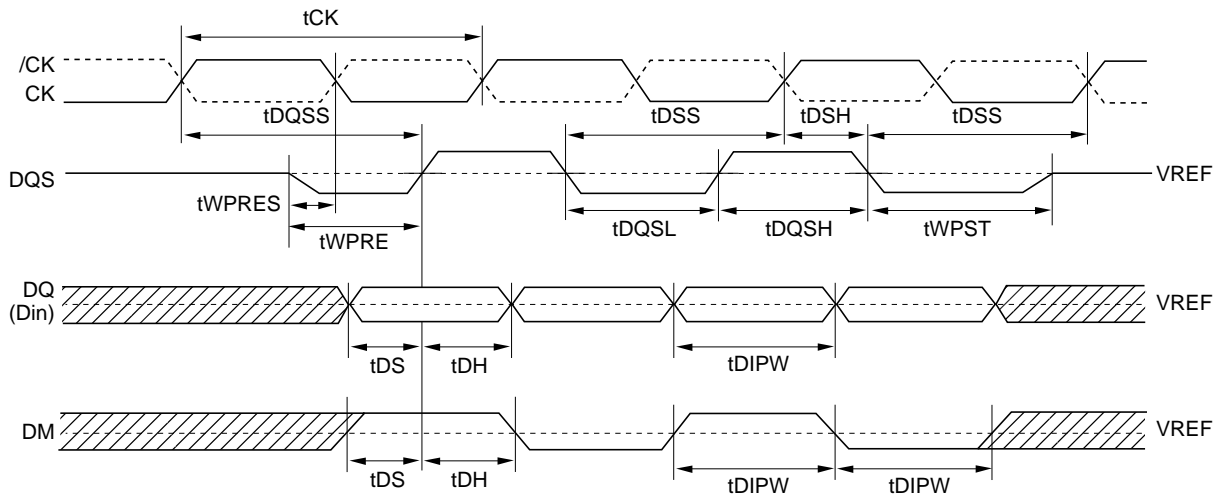 tCK
/CK
CK
tDQSS tDSS tDSH tDSS
DQS VREF
tWPRES
tDQSL tDQSH tWPST
tWPRE
DQ
(Din)
VREF
tDS tDH tDIPW
DM VREF
tDS tDH tDIPW tDIPW